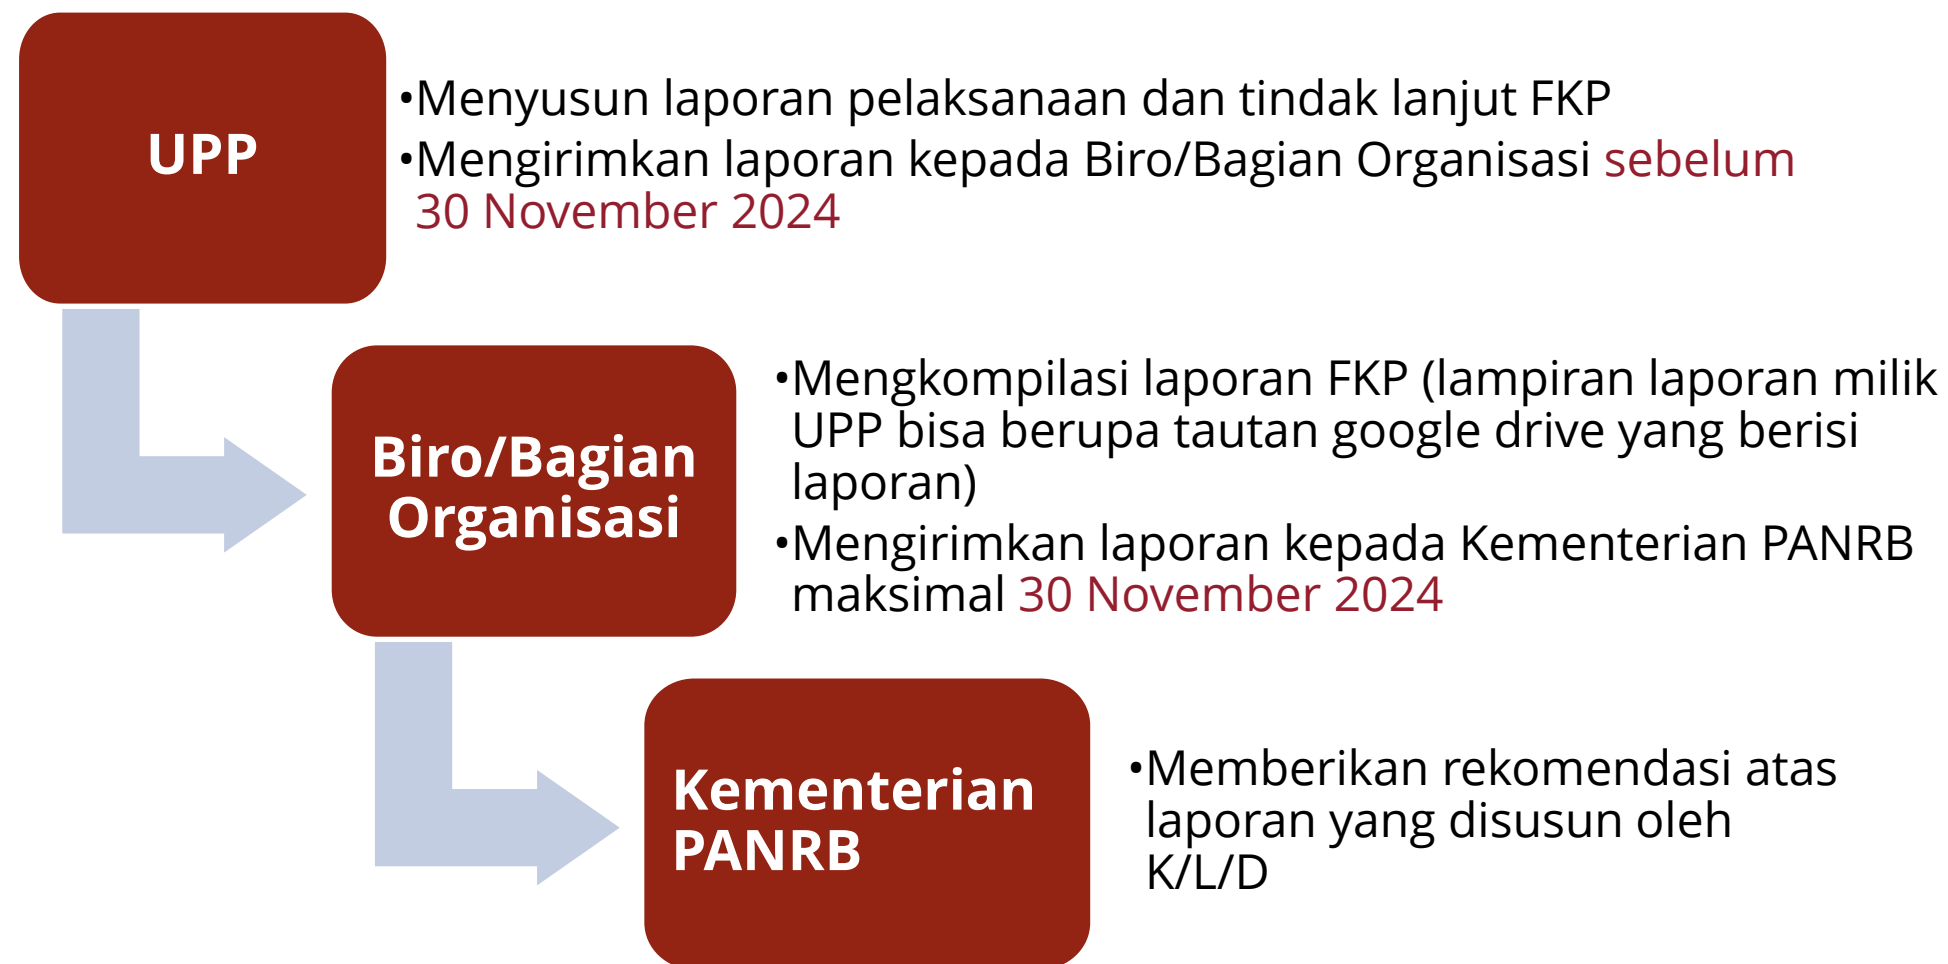 UPP
•Menyusun laporan pelaksanaan dan tindak lanjut FKP
•Mengirimkan laporan kepada Biro/Bagian Organisasi sebelum
30 November 2024
Biro/Bagian
Organisasi
•Mengkompilasi laporan FKP (lampiran laporan milik
UPP bisa berupa tautan google drive yang berisi
laporan)
•Mengirimkan laporan kepada Kementerian PANRB
maksimal 30 November 2024
Kementerian
PANRB
•Memberikan rekomendasi atas
laporan yang disusun oleh
K/L/D